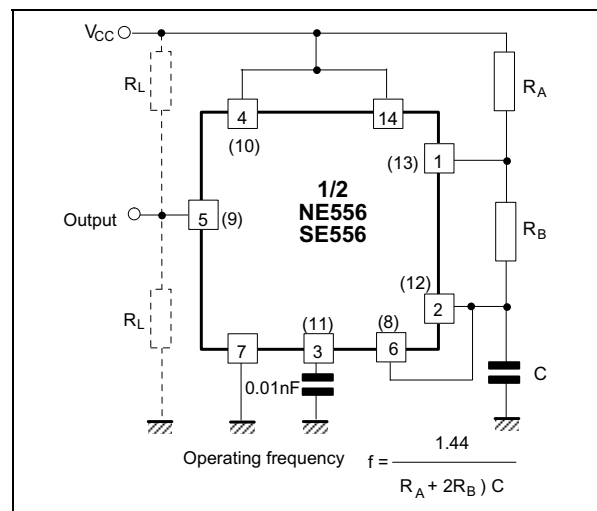 VCC
RL
RA
4
14
(10)
(13)
1
1/2
NE556
SE556
Output
5
(9)
RB
(12)
2
RL
(11)
(8)
7
3
6
C
0.01nF
Operating frequency f = 1.44
RA + 2RB ) C